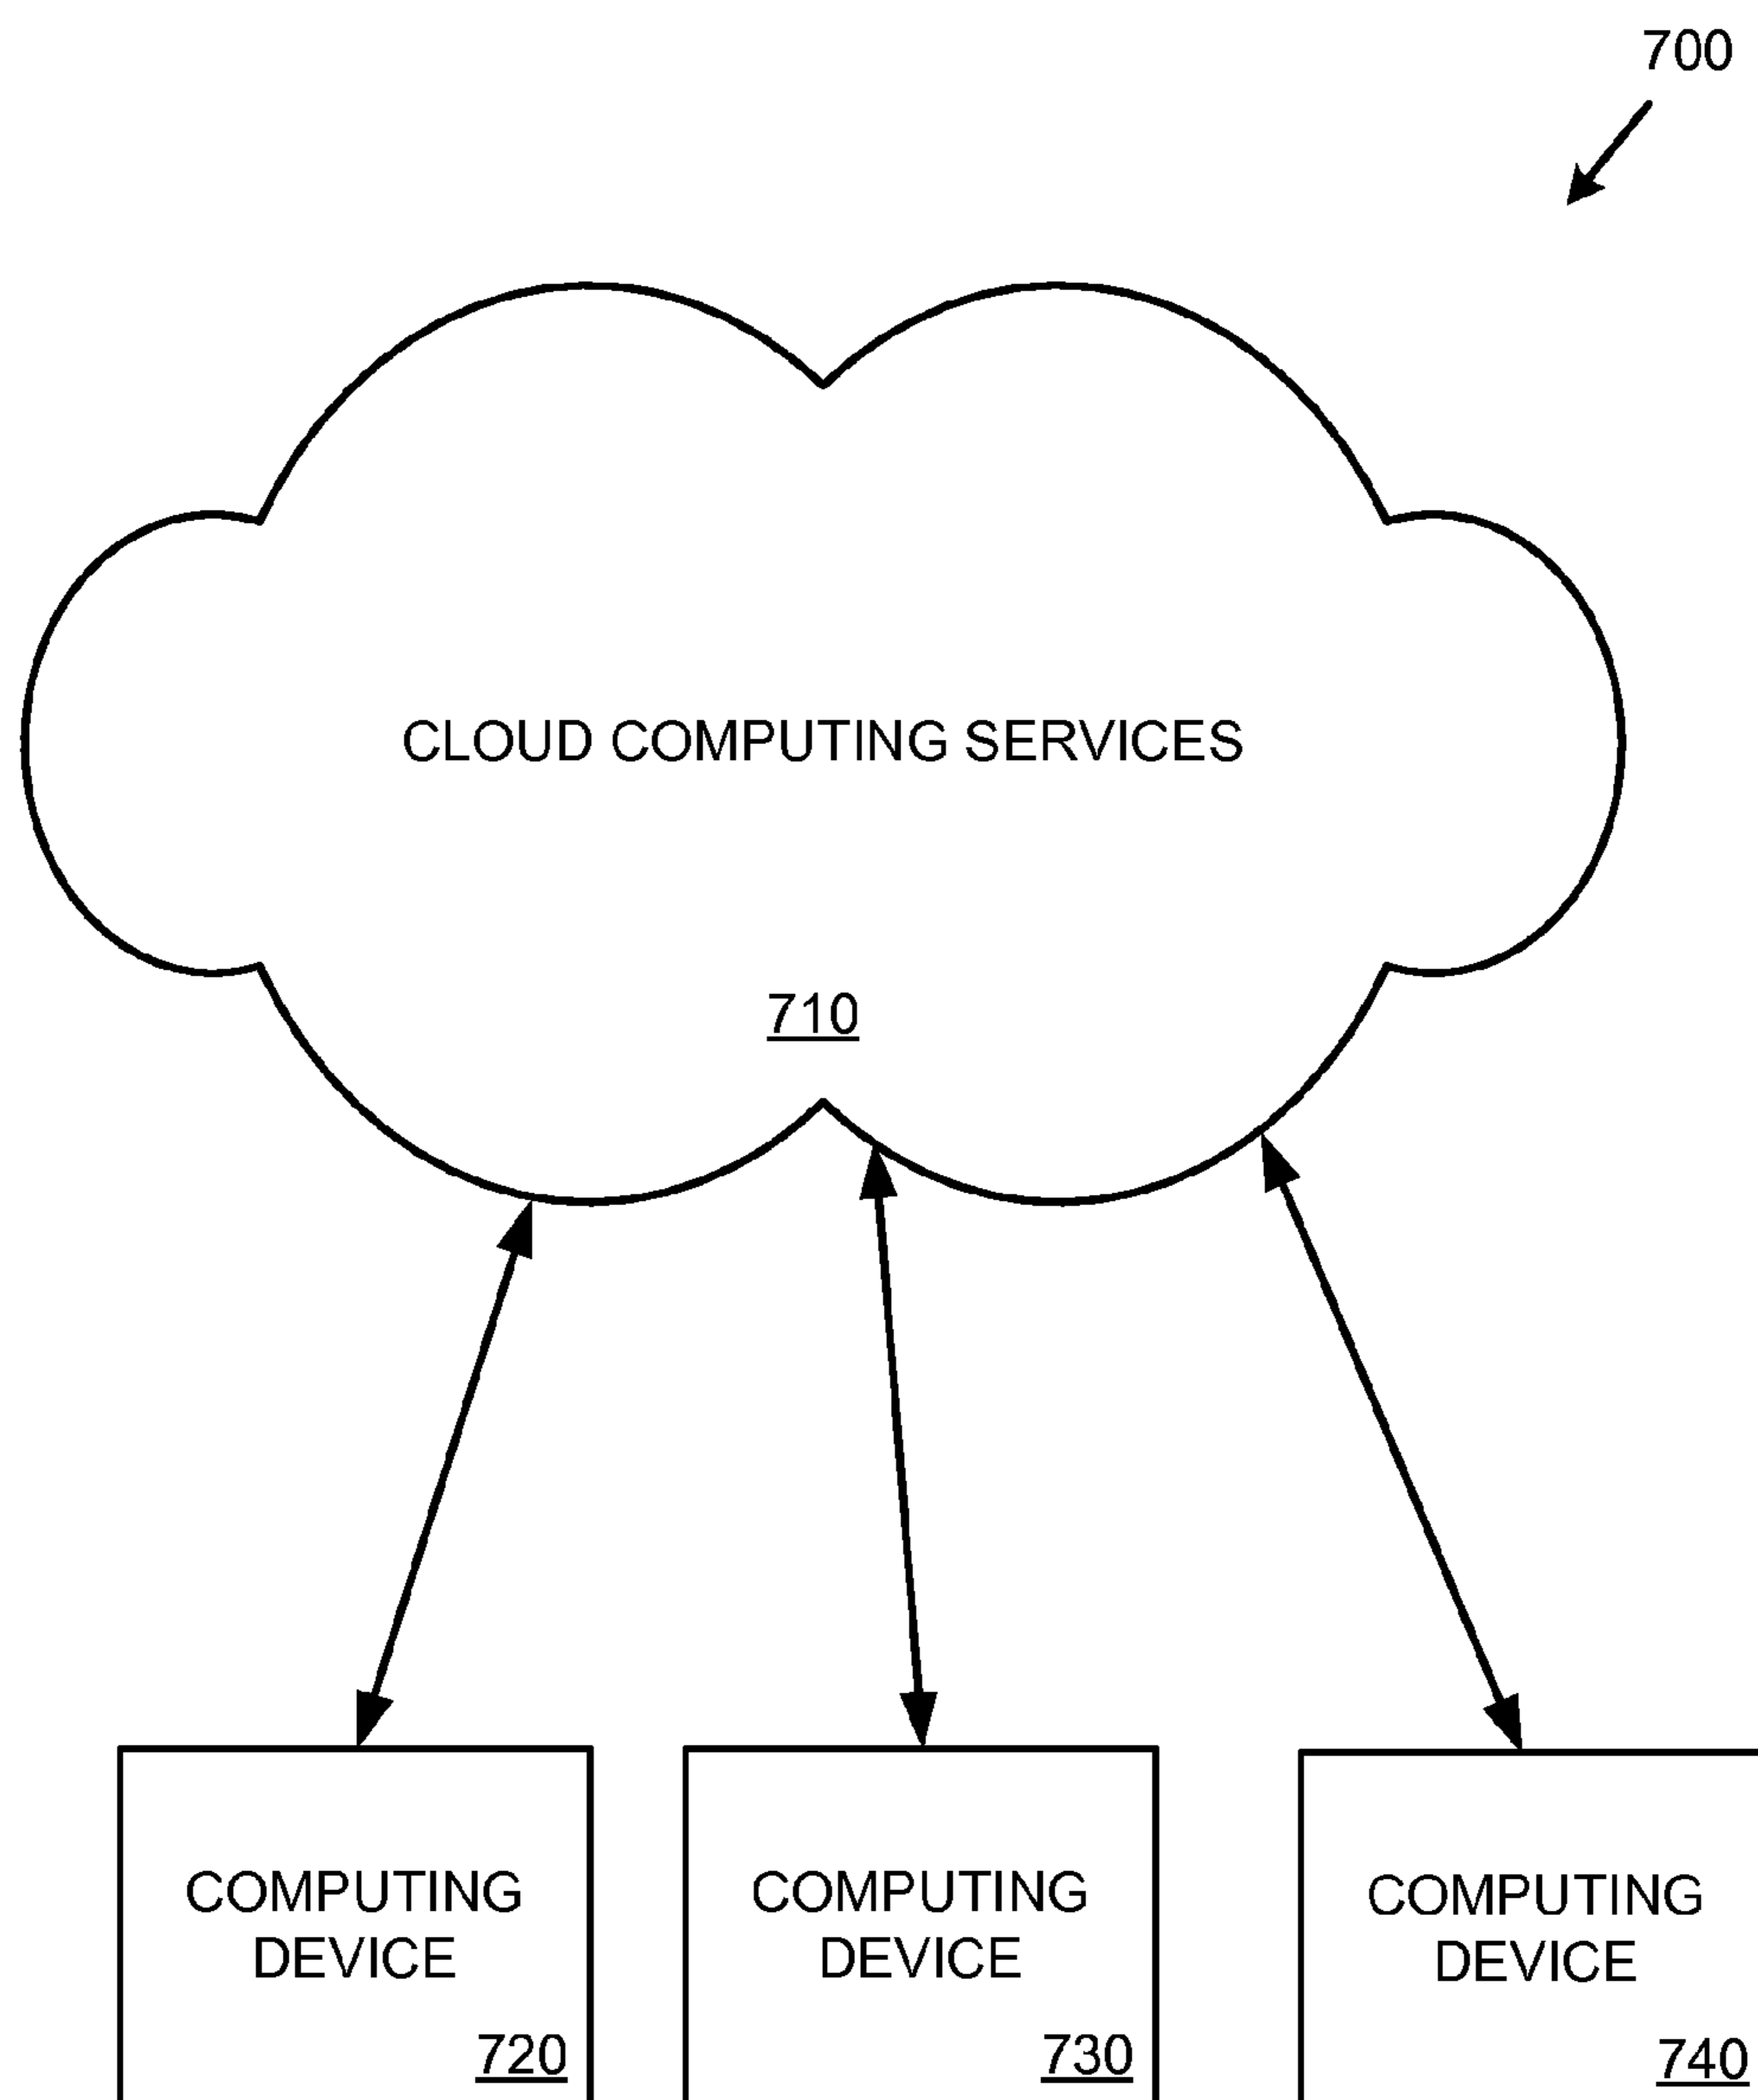 700
CLOUD COMPUTING SERVICES
710
COMPUTING
DEVICE
720
COMPUTING
DEVICE
730
COMPUTING
DEVICE
740